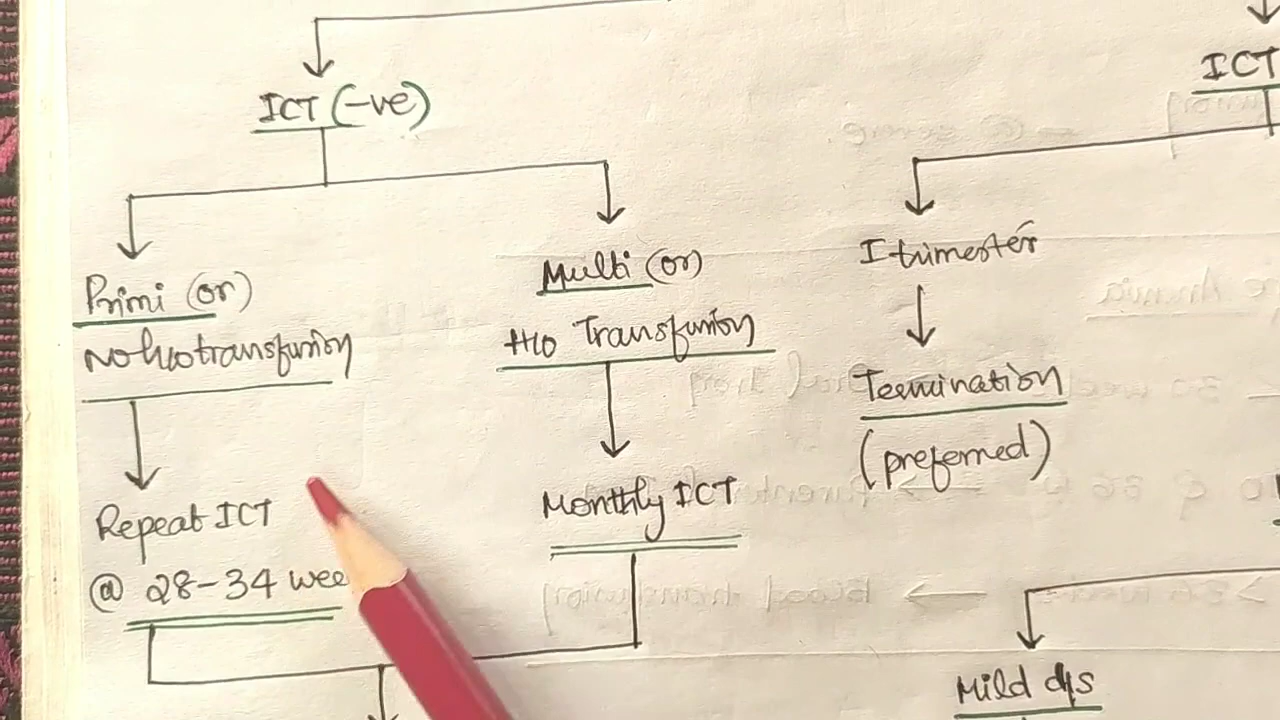 ICT (-ve)
Primi (or)
No h/o transfusion
Repeat ICT
@ 28-34 wee
Multi (or)
H/o Transfusion
Monthly ICT
ICT
I trimester
Termination
(preferred)
Mild d/s